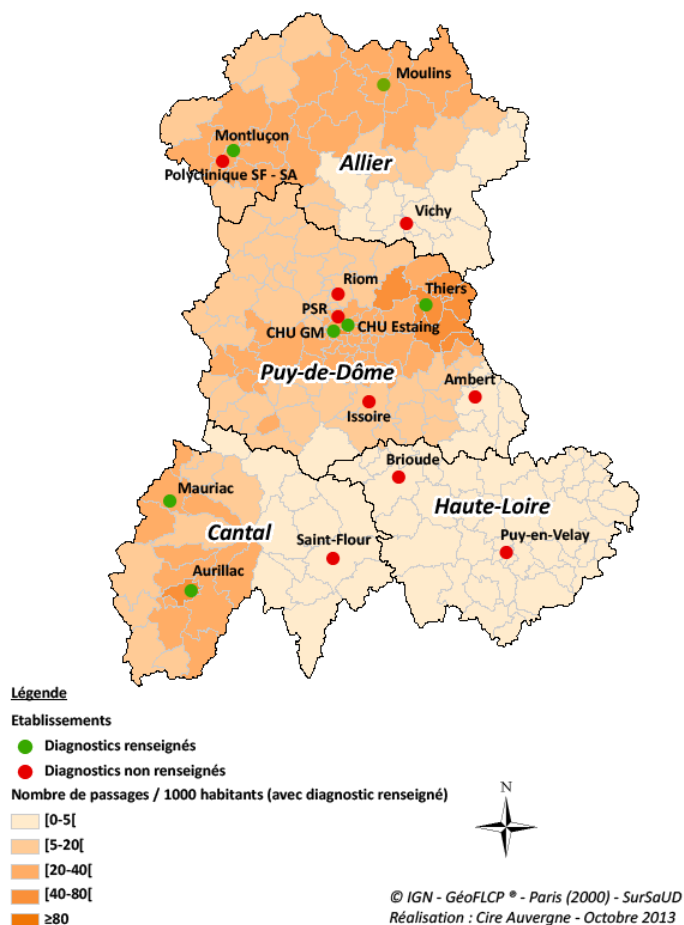 Moulins
Montluçon
Polyclinique SF - SA
Allier
Vichy
Riom
Thiers
PSR
CHU GM
CHU Estaing
Puy-de-Dôme
Ambert
Issoire
Brioude
Mauriac
Haute-Loire
Cantal
Saint-Flour
Puy-en-Velay
Aurillac
Légende
Etablissements
Diagnostics renseignés
Diagnostics non renseignés
Nombre de passages / 1000 habitants (avec diagnostic renseigné)
[0-5[
[5-20[
[20-40[
[40-80[
≥80
N
© IGN - GéoFLCP ® - Paris (2000) - SurSaUD
Réalisation : Cire Auvergne - Octobre 2013